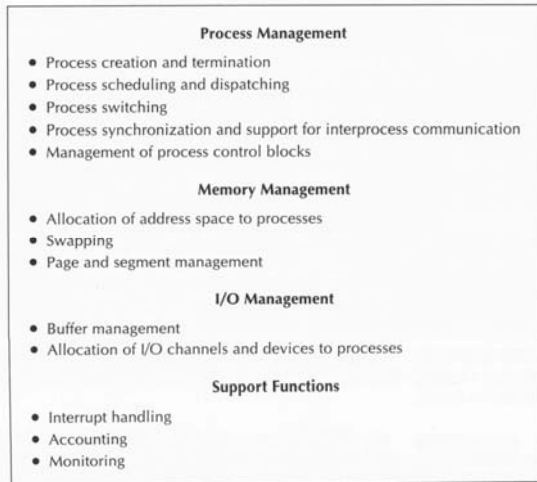 Process Management
• Process creation and termination
• Process scheduling and dispatching
• Process switching
• Process synchronization and support for interprocess communication
• Management of process control blocks
Memory Management
• Allocation of address space to processes
• Swapping
• Page and segment management
I/O Management
• Buffer management
• Allocation of I/O channels and devices to processes
Support Functions
• Interrupt handling
• Accounting
• Monitoring